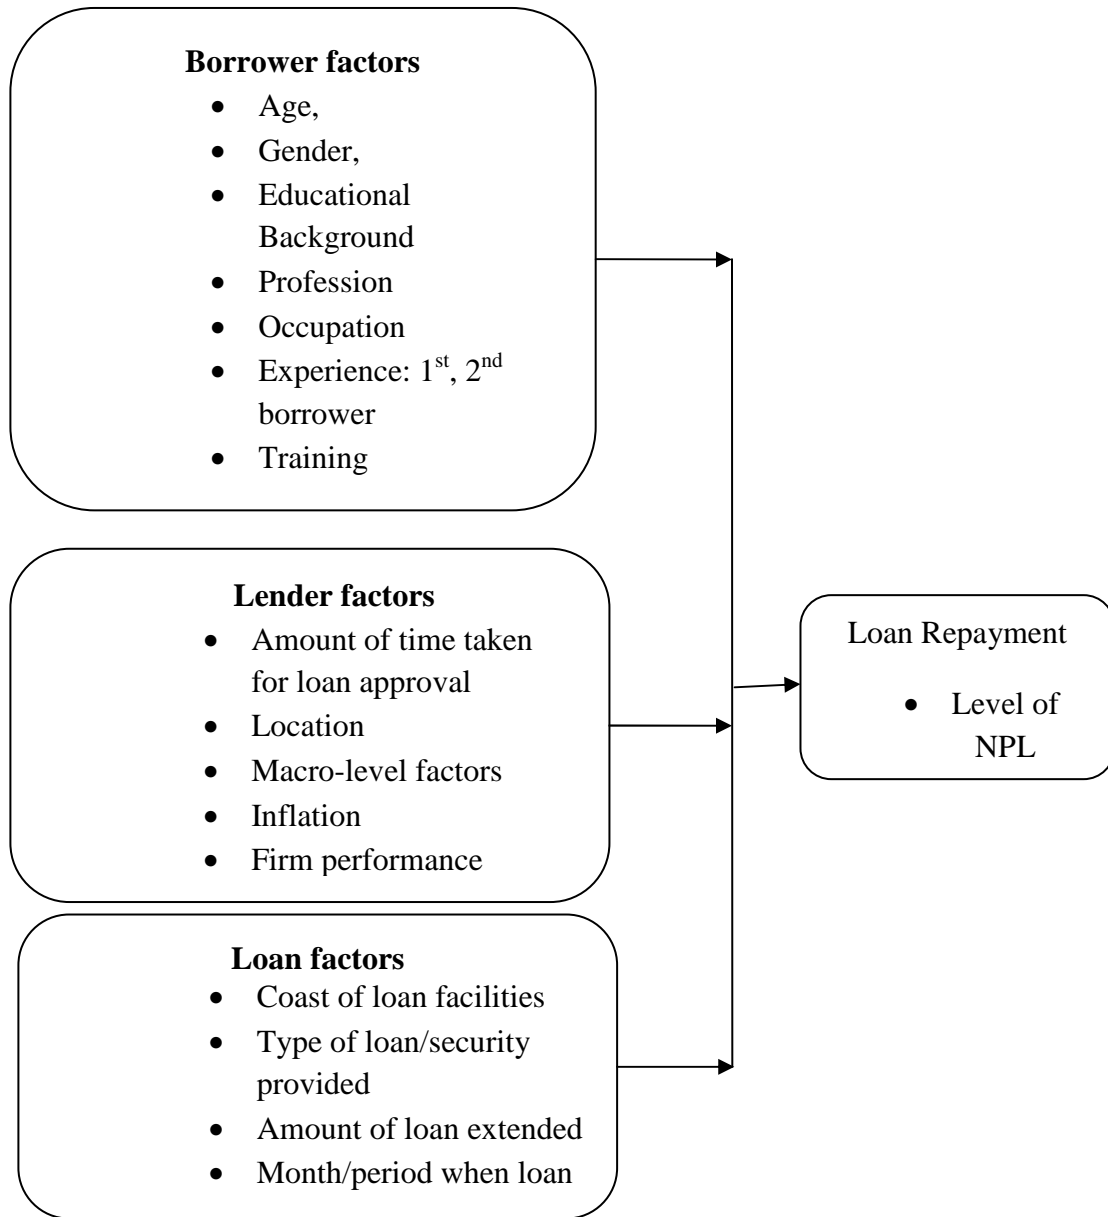 Borrower factors
• Age,
• Gender,
• Educational
Background
• Profession
• Occupation
• Experience: 1st, 2nd
borrower
• Training
Lender factors
• Amount of time taken
for loan approval
• Location
• Macro-level factors
• Inflation
• Firm performance
Loan factors
• Coast of loan facilities
• Type of loan/security
provided
• Amount of loan extended
• Month/period when loan
Loan Repayment
• Level of
NPL